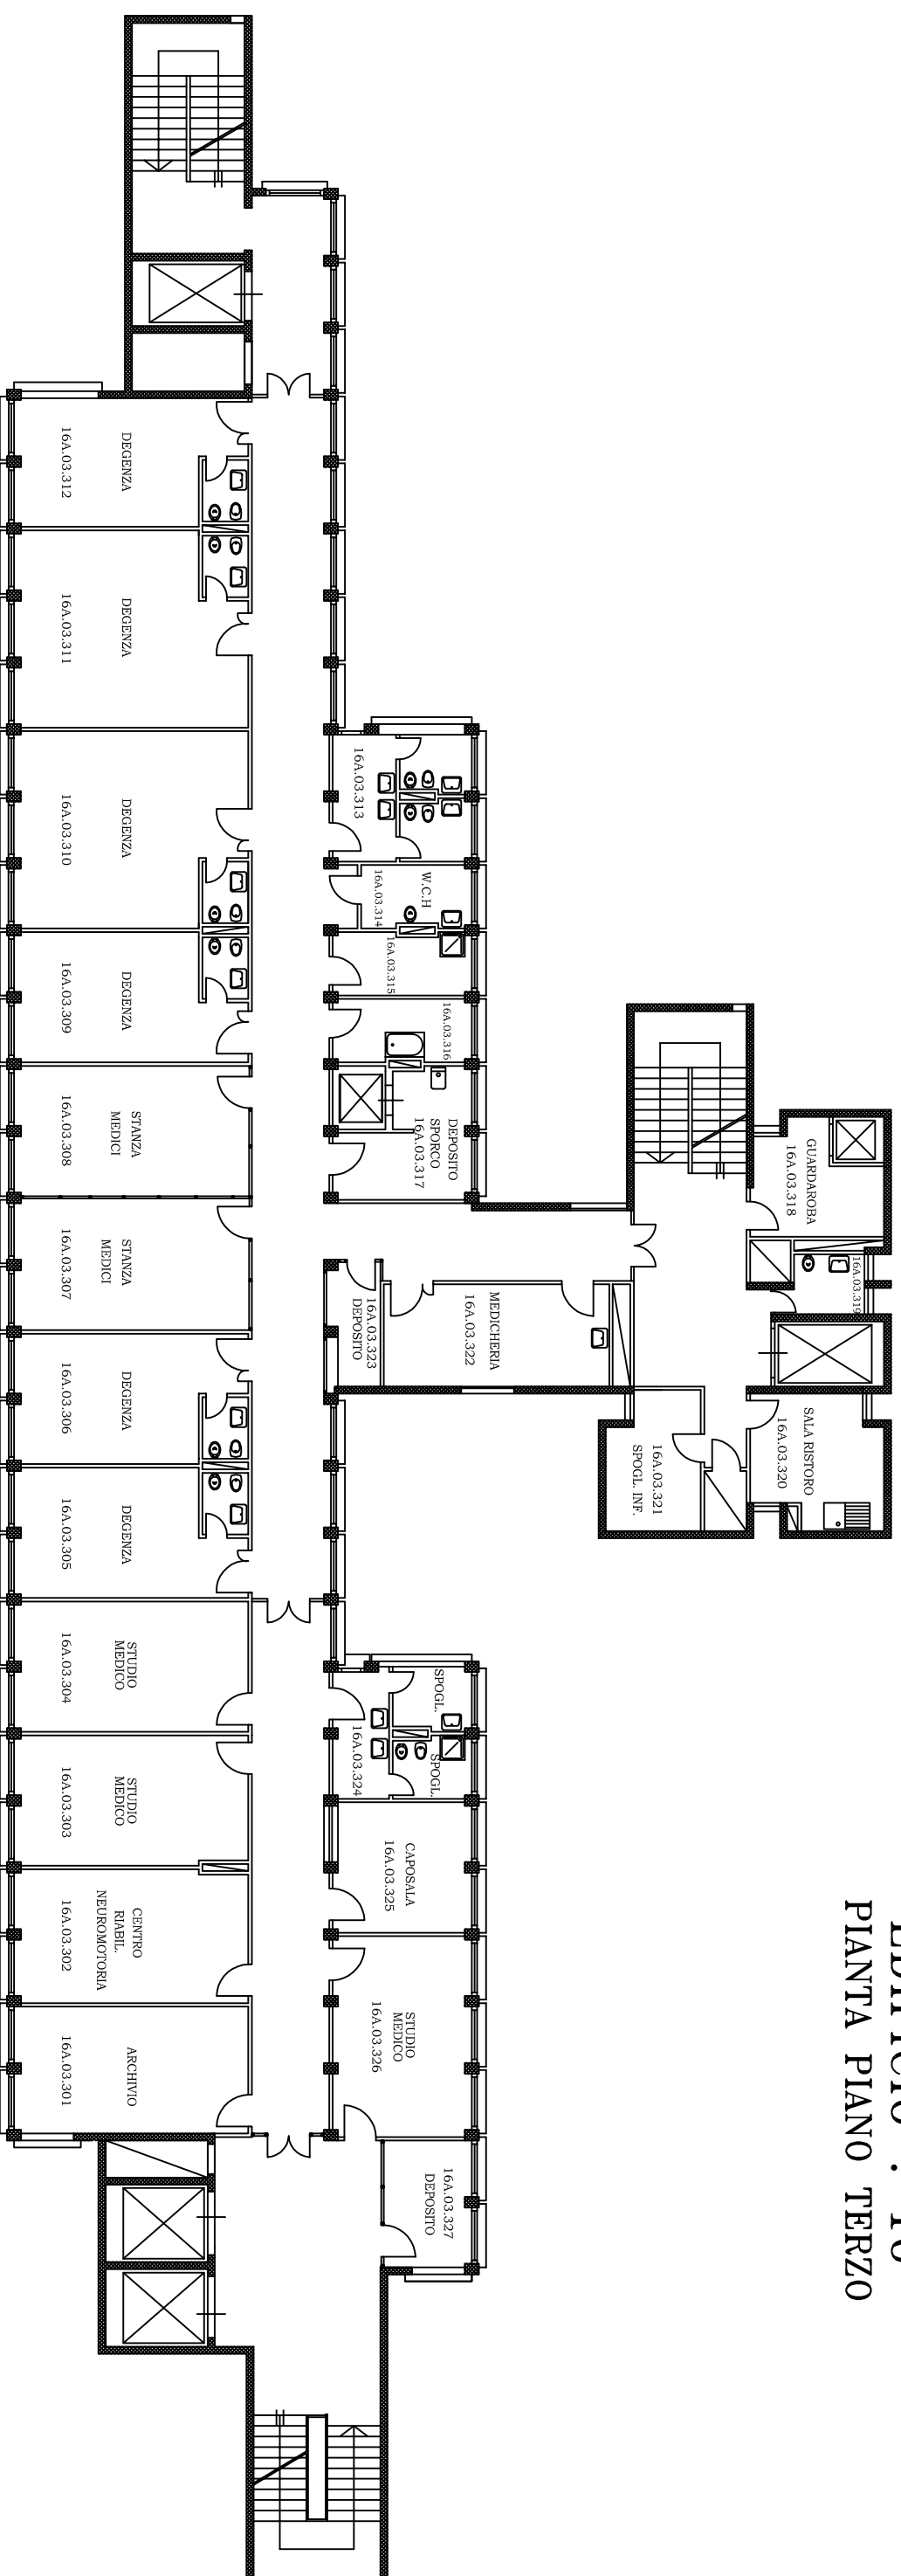 EDIFICIO : 16
PIANTA PIANO TERZO
GUARDAROBA
16A.03.318
16A.03.319
SALA RISTORO
16A.03.320
16A.03.321
SPOGL. INF.
MEDICHERIA
16A.03.322
16A.03.323
DEPOSITO
16A.03.313
W.C.H
16A.03.314
16A.03.315
16A.03.316
DEPOSITO
SPORCO
16A.03.317
SPOGL.
SPOGL.
16A.03.324
CAPOSALA
16A.03.325
STUDIO
MEDICO
16A.03.326
16A.03.327
DEPOSITO
DEGENZA
16A.03.312
DEGENZA
16A.03.311
DEGENZA
16A.03.310
DEGENZA
16A.03.309
STANZA
MEDICI
16A.03.308
STANZA
MEDICI
16A.03.307
DEGENZA
16A.03.306
DEGENZA
16A.03.305
STUDIO
MEDICO
16A.03.304
STUDIO
MEDICO
16A.03.303
CENTRO
RIABIL.
NEUROMOTORIA
16A.03.302
ARCHIVIO
16A.03.301